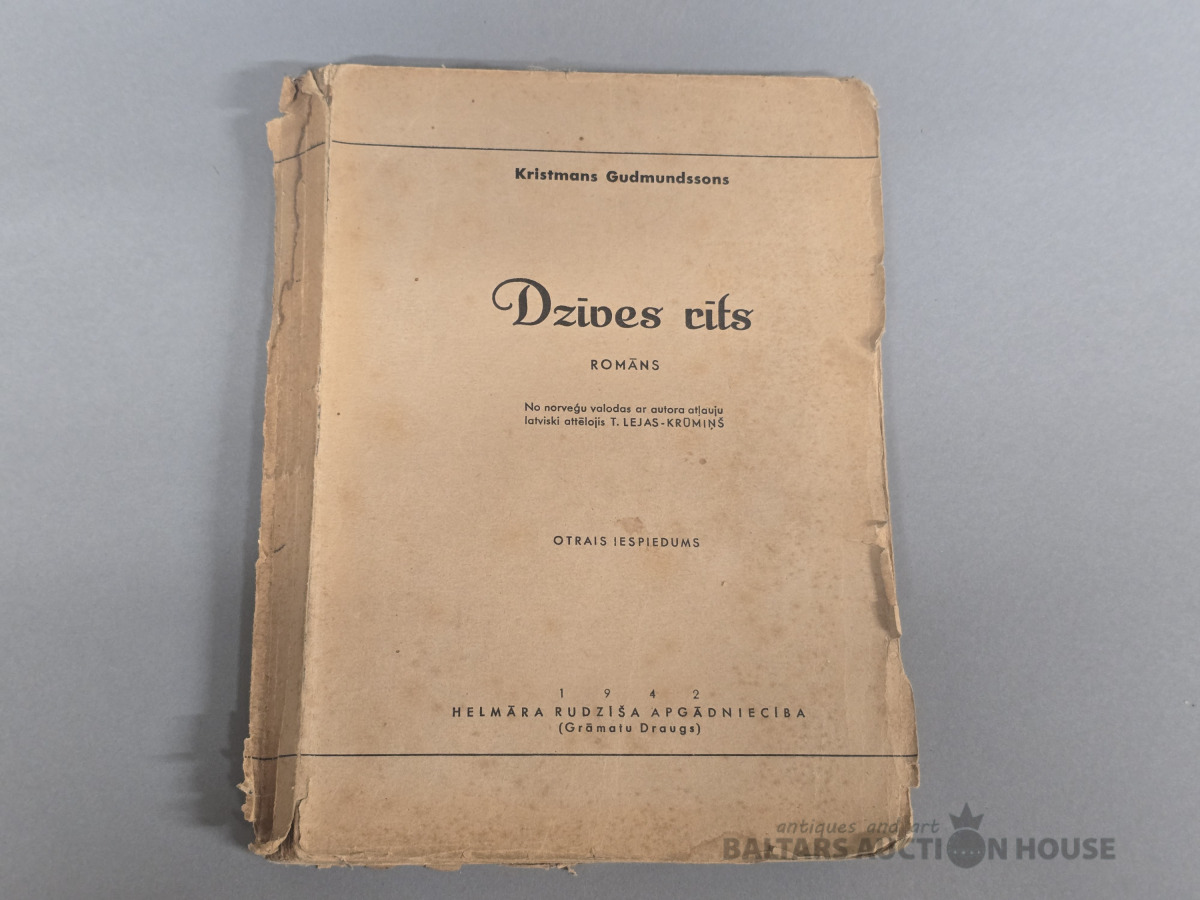 Kristmans Gudmundssons
Dzīves rīts
ROMĀNS
No norveģu valodas ar autora atļauju
latviski attēlojis T. LEJAS-KRŪMIŅŠ
OTRAIS IESPIEDUMS
1 9 4 2
HELMĀRA RUDZĪŠA APGĀDNIECĪBA
(Grāmatu Draugs)
antiques and art
BALTARS AUCTION HOUSE